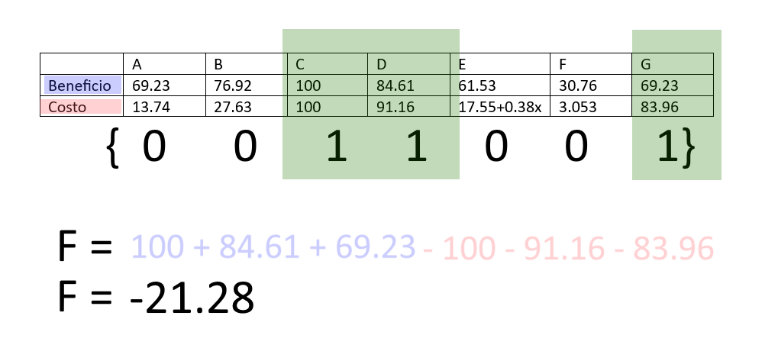 A B C D E F G
Beneficio 69.23 76.92 100 84.61 61.53 30.76 69.23
Costo 13.74 27.63 100 91.16 17.55+0.38x 3.053 83.96
{ 0 0 1 1 0 0 1}
F = 100 + 84.61 + 69.23 - 100 - 91.16 - 83.96
F = -21.28